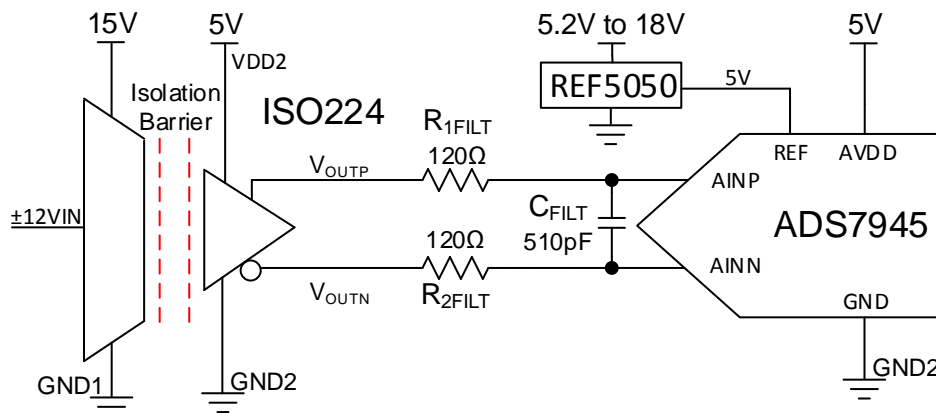 15V
5V
5.2V to 18V
5V
VDD2
Isolation
Barrier
ISO224
REF5050
5V
R1FILT
120Ω
REF
AVDD
VOUTP
AINP
±12VIN
CFILT
510pF
ADS7945
120Ω
AINN
VOUTN
R2FILT
GND
GND1
GND2
GND2